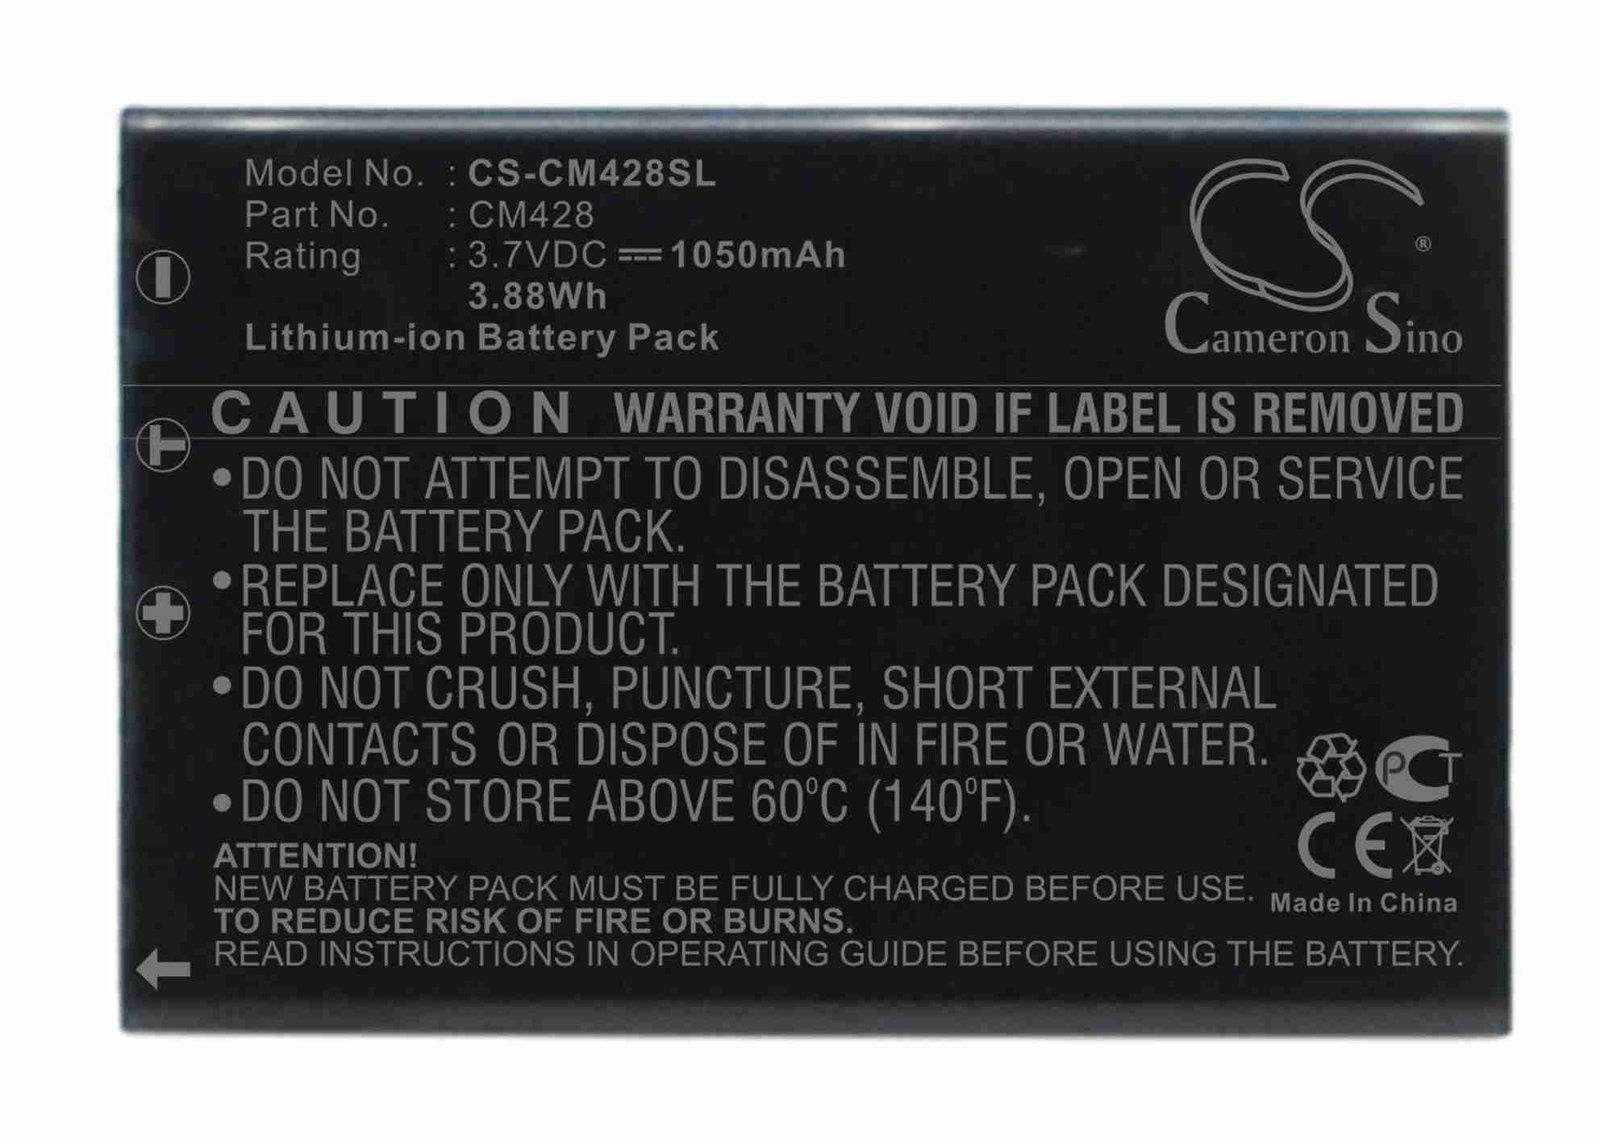 Model No. : CS-CM428SL
Part No. : CM428
Rating : 3.7VDC ⎓ 1050mAh
3.88Wh
Lithium-ion Battery Pack
CS ®
Cameron Sino
CAUTION WARRANTY VOID IF LABEL IS REMOVED
•DO NOT ATTEMPT TO DISASSEMBLE, OPEN OR SERVICE
THE BATTERY PACK.
•REPLACE ONLY WITH THE BATTERY PACK DESIGNATED
FOR THIS PRODUCT.
•DO NOT CRUSH, PUNCTURE, SHORT EXTERNAL
CONTACTS OR DISPOSE OF IN FIRE OR WATER.
•DO NOT STORE ABOVE 60°C (140°F).
PCT
CE
Made In China
ATTENTION!
NEW BATTERY PACK MUST BE FULLY CHARGED BEFORE USE.
TO REDUCE RISK OF FIRE OR BURNS.
READ INSTRUCTIONS IN OPERATING GUIDE BEFORE USING THE BATTERY.
T